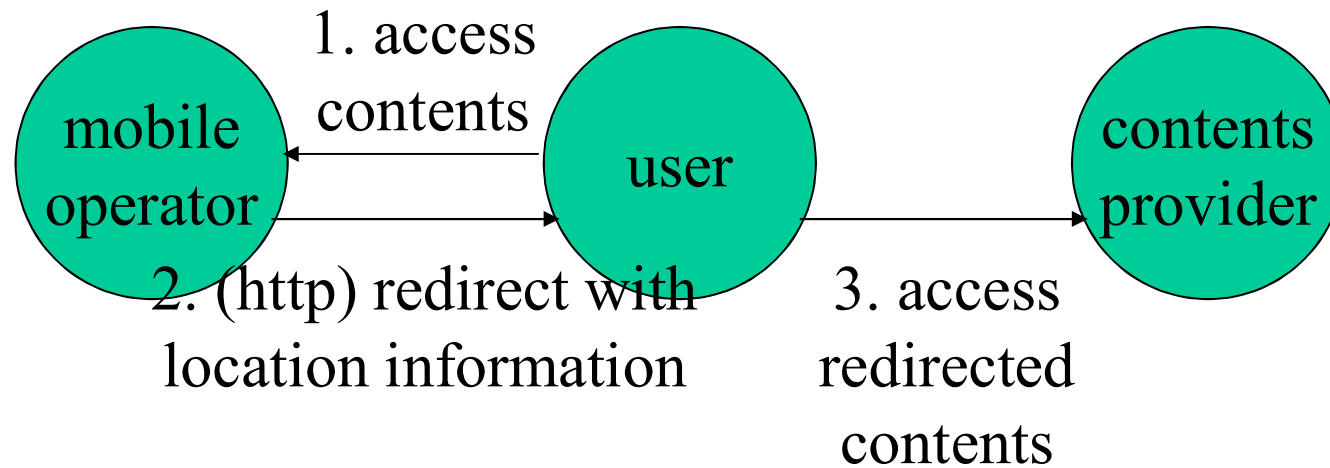 1. access
contents
mobile
operator
user
contents
provider
2. (http) redirect with
location information
3. access
redirected
contents